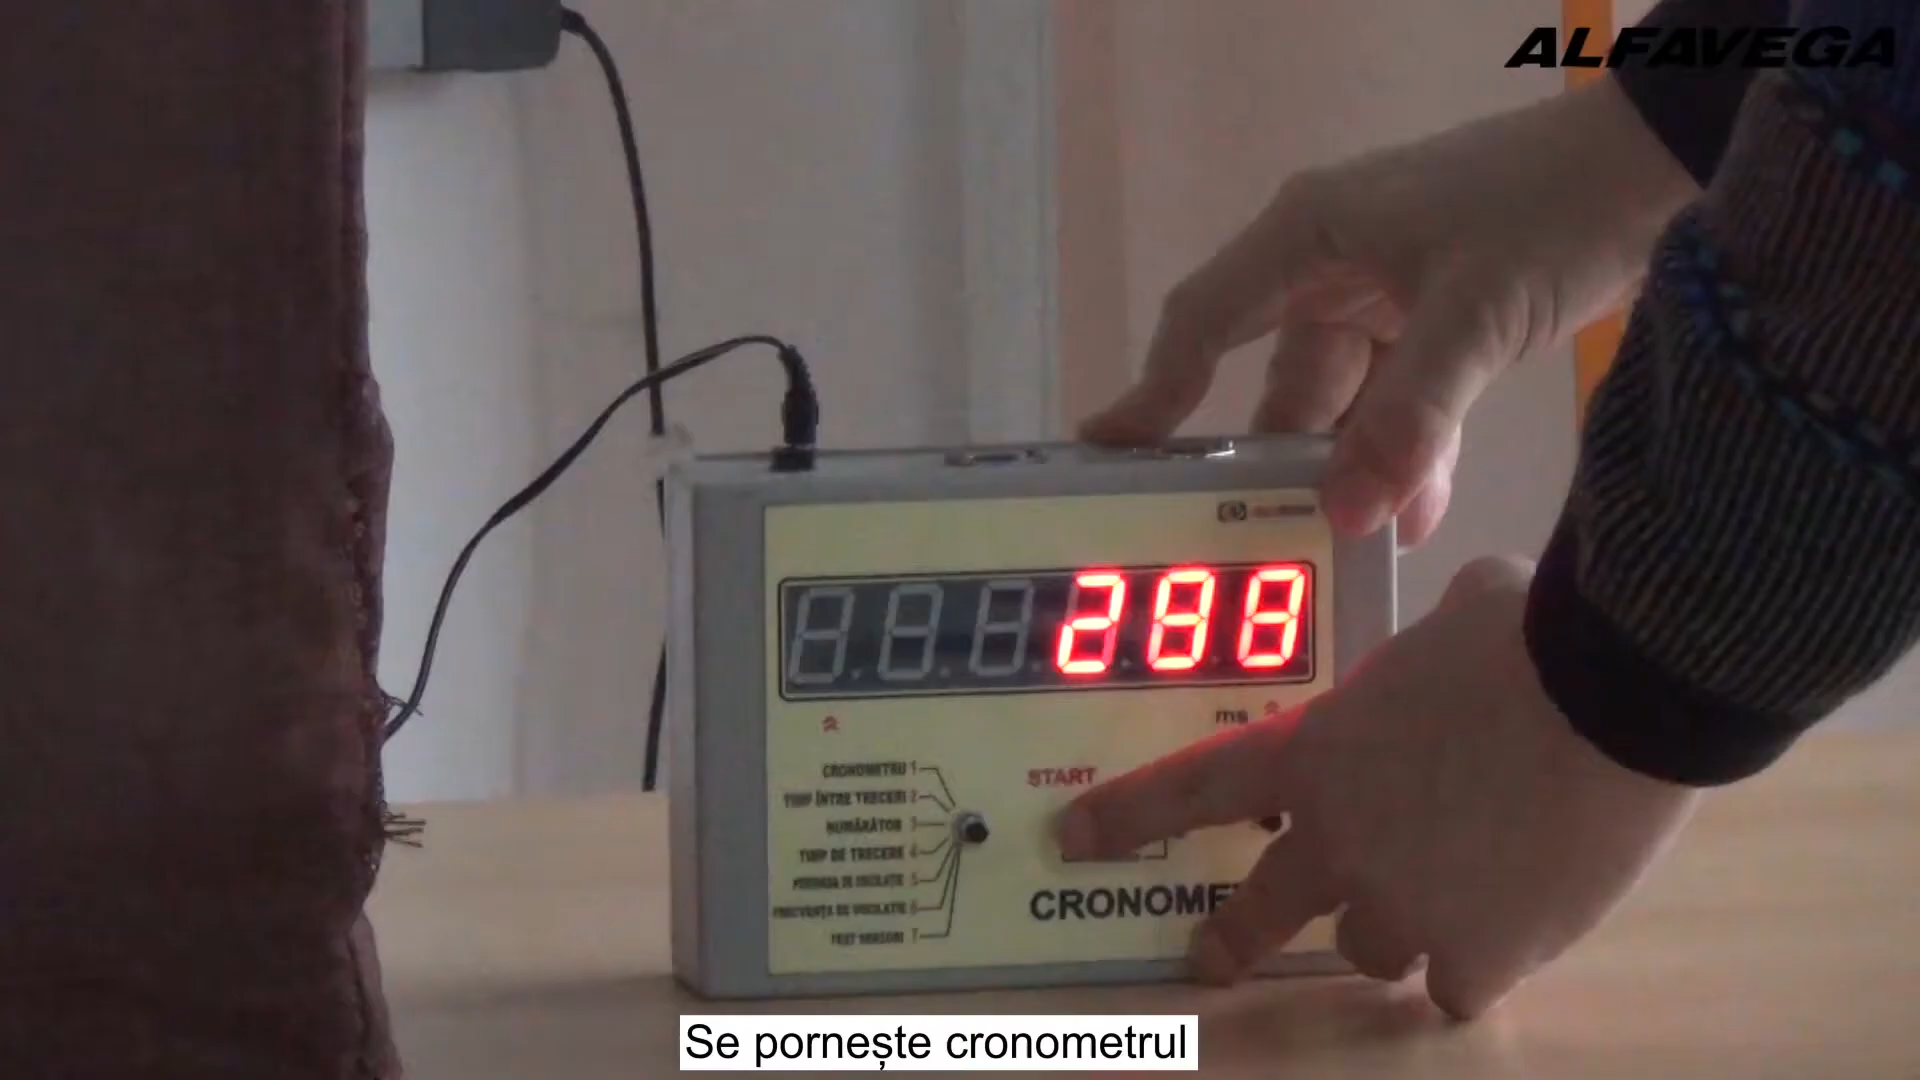 ALFAVEGA
288
ms
CRONOMETRU 1
TIMP ÎNTRE TRECERI 2
NUMĂRĂTOR 3
TIMP DE TRECERE 4
PERIOADA DE OSCILAȚIE 5
FRECVENȚA DE OSCILAȚIE 6
TEST SENSORI 7
START
CRONOME
Se pornește cronometrul